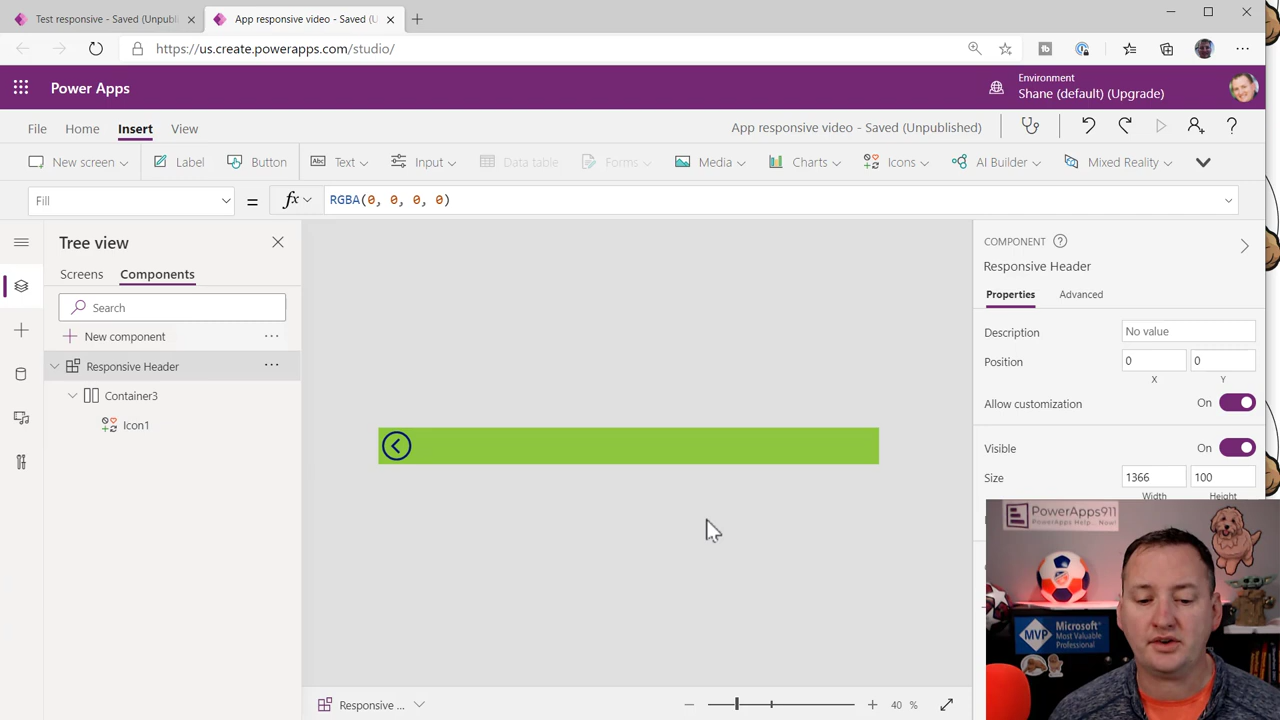 Test responsive - Saved (Unpubli
App responsive video - Saved (U
https://us.create.powerapps.com/studio/
Power Apps
Environment
Shane (default) (Upgrade)
File Home Insert View
App responsive video - Saved (Unpublished)
New screen Label Button Text Input Data table Forms Media Charts Icons AI Builder Mixed Reality
Fill = fx RGBA(0, 0, 0, 0)
Tree view
Screens Components
Search
New component
Responsive Header
Container3
Icon1
COMPONENT
Responsive Header
Properties Advanced
Description No value
Position 0 0
X Y
Allow customization On
Visible On
Size 1366 100
Width Height
PowerApps911
PowerApps Help... Now!
Microsoft
Most Valuable
Professional
MVP
Responsive ...
40 %